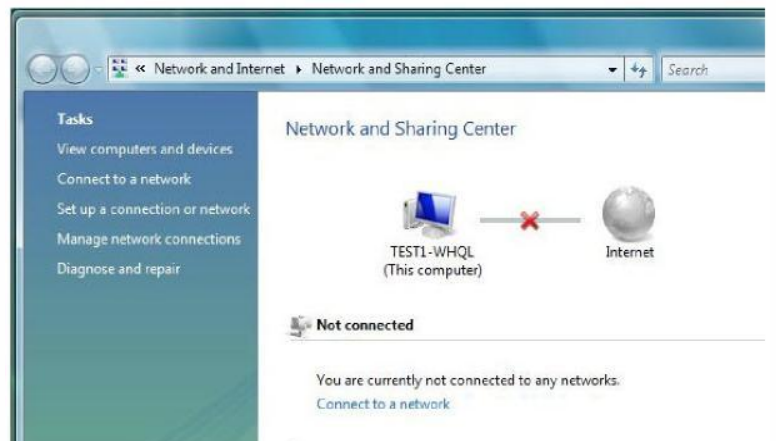 « Network and Internet ▸ Network and Sharing Center
Search
Tasks
View computers and devices
Connect to a network
Set up a connection or network
Manage network connections
Diagnose and repair
Network and Sharing Center
TEST1-WHQL
(This computer)
Internet
Not connected
You are currently not connected to any networks.
Connect to a network